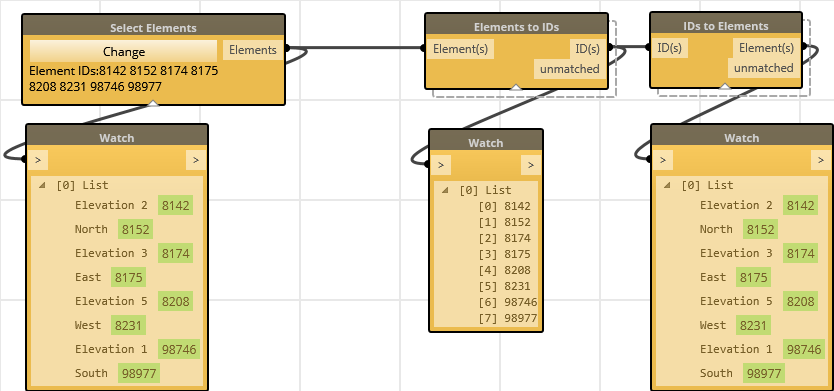 Select Elements
Change
Elements
Element IDs:8142 8152 8174 8175
8208 8231 98746 98977
Elements to IDs
Element(s)
ID(s)
unmatched
IDs to Elements
ID(s)
Element(s)
unmatched
Watch
> >
[0] List
Elevation 2 8142
North 8152
Elevation 3 8174
East 8175
Elevation 5 8208
West 8231
Elevation 1 98746
South 98977
Watch
> >
[0] List
[0] 8142
[1] 8152
[2] 8174
[3] 8175
[4] 8208
[5] 8231
[6] 98746
[7] 98977
Watch
> >
[0] List
Elevation 2 8142
North 8152
Elevation 3 8174
East 8175
Elevation 5 8208
West 8231
Elevation 1 98746
South 98977